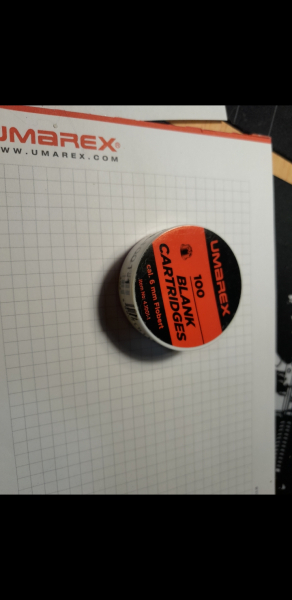 UMAREX®
WWW.UMAREX.COM
UMAREX
100
BLANK
CARTRIDGES
cal. 6 mm Flobert